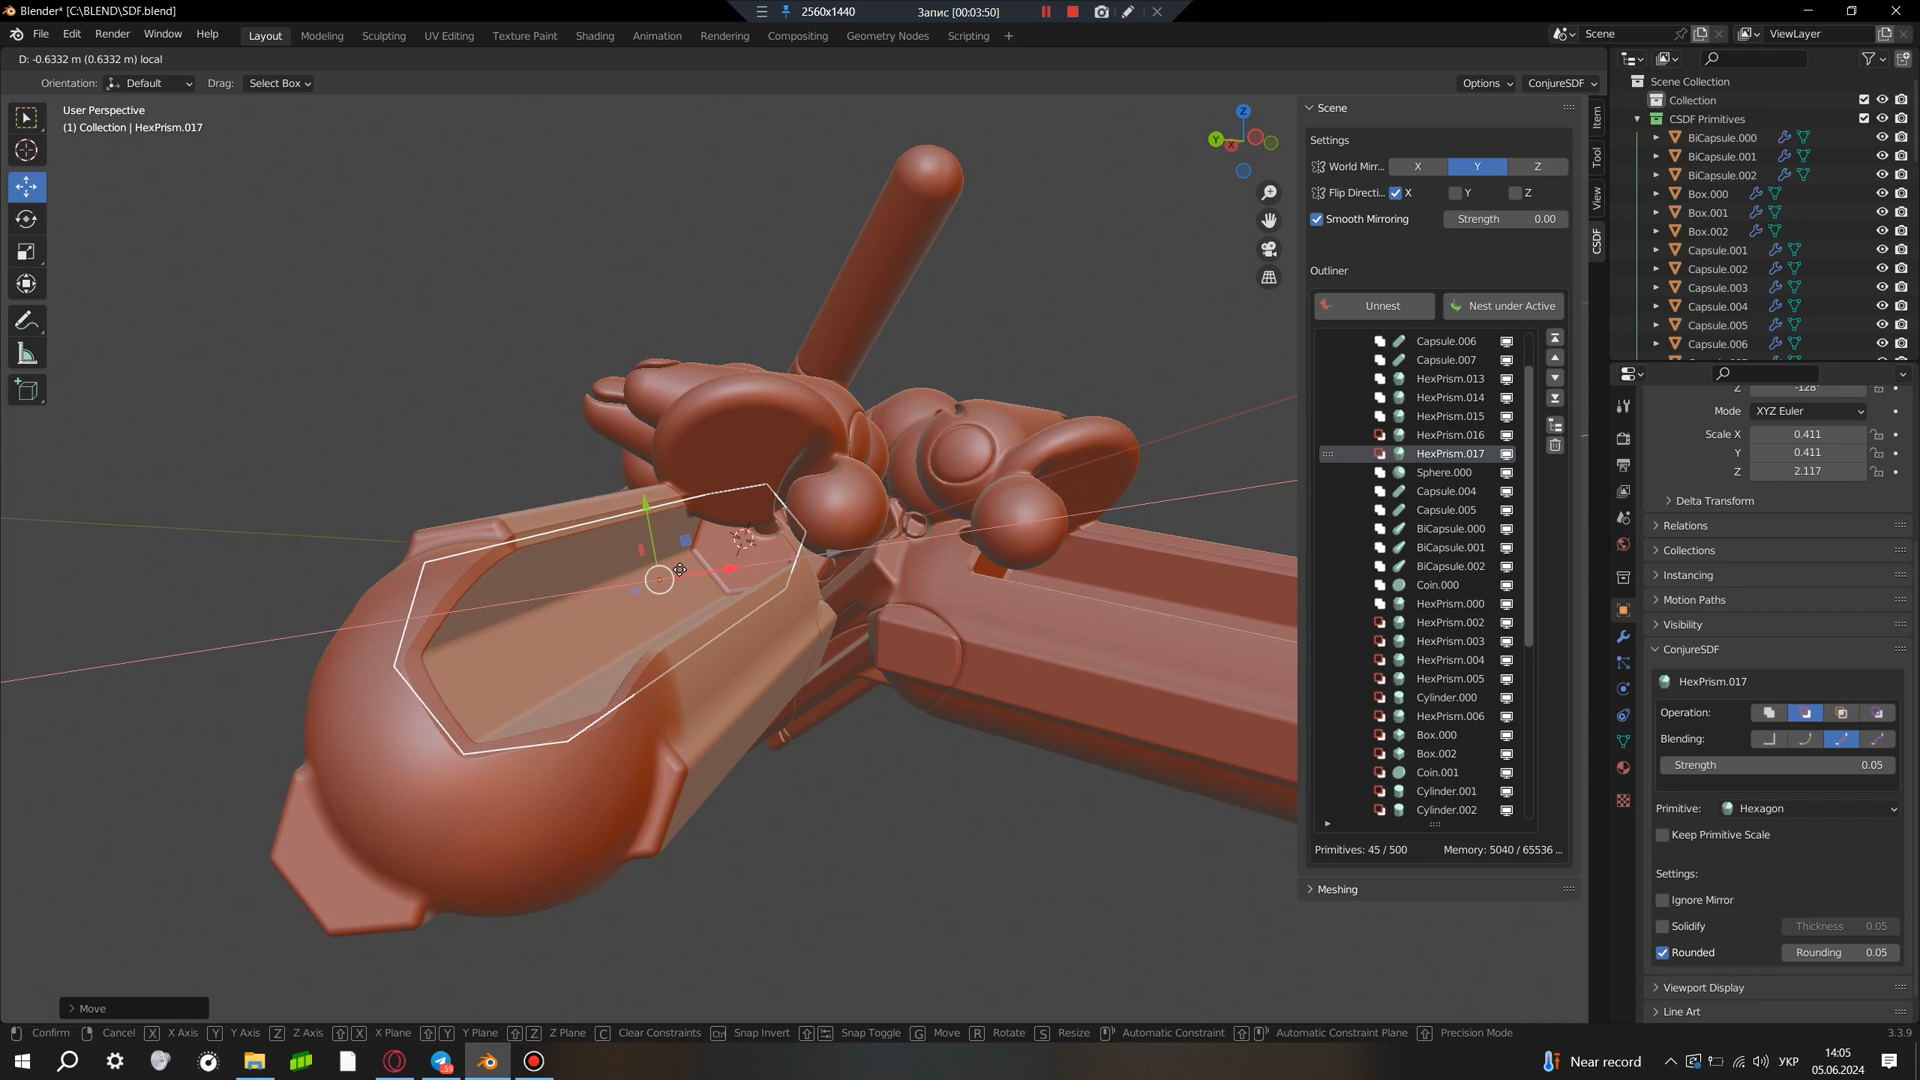 Blender* [C:\BLEND\SDF.blend]
2560x1440
Запис [00:03:50]
File Edit Render Window Help
Layout Modeling Sculpting UV Editing Texture Paint Shading Animation Rendering Compositing Geometry Nodes Scripting
Scene
ViewLayer
D: -0.6332 m (0.6332 m) local
Orientation: Default Drag: Select Box
Options ConjureSDF
User Perspective
(1) Collection | HexPrism.017
Z
Y
X
Item
Tool
View
CSDF
Scene
Settings
World Mirr... X Y Z
Flip Directi... X Y Z
Smooth Mirroring Strength 0.00
Outliner
Unnest Nest under Active
Capsule.006
Capsule.007
HexPrism.013
HexPrism.014
HexPrism.015
HexPrism.016
HexPrism.017
Sphere.000
Capsule.004
Capsule.005
BiCapsule.000
BiCapsule.001
BiCapsule.002
Coin.000
HexPrism.000
HexPrism.002
HexPrism.003
HexPrism.004
HexPrism.005
Cylinder.000
HexPrism.006
Box.000
Box.002
Coin.001
Cylinder.001
Cylinder.002
Primitives: 45 / 500 Memory: 5040 / 65536 ...
Meshing
Scene Collection
Collection
CSDF Primitives
BiCapsule.000
BiCapsule.001
BiCapsule.002
Box.000
Box.001
Box.002
Capsule.001
Capsule.002
Capsule.003
Capsule.004
Capsule.005
Capsule.006
Z -128°
Mode XYZ Euler
Scale X 0.411
Y 0.411
Z 2.117
Delta Transform
Relations
Collections
Instancing
Motion Paths
Visibility
ConjureSDF
HexPrism.017
Operation:
Blending:
Strength 0.05
Primitive: Hexagon
Keep Primitive Scale
Settings:
Ignore Mirror
Solidify Thickness 0.05
Rounded Rounding 0.05
Viewport Display
Line Art
Move
Confirm Cancel X X Axis Y Y Axis Z Z Axis X X Plane Y Y Plane Z Z Plane C Clear Constraints Ctrl Snap Invert Snap Toggle G Move R Rotate S Resize Automatic Constraint Automatic Constraint Plane Precision Mode
3.3.9
59
Near record
УКР
14:05
05.06.2024